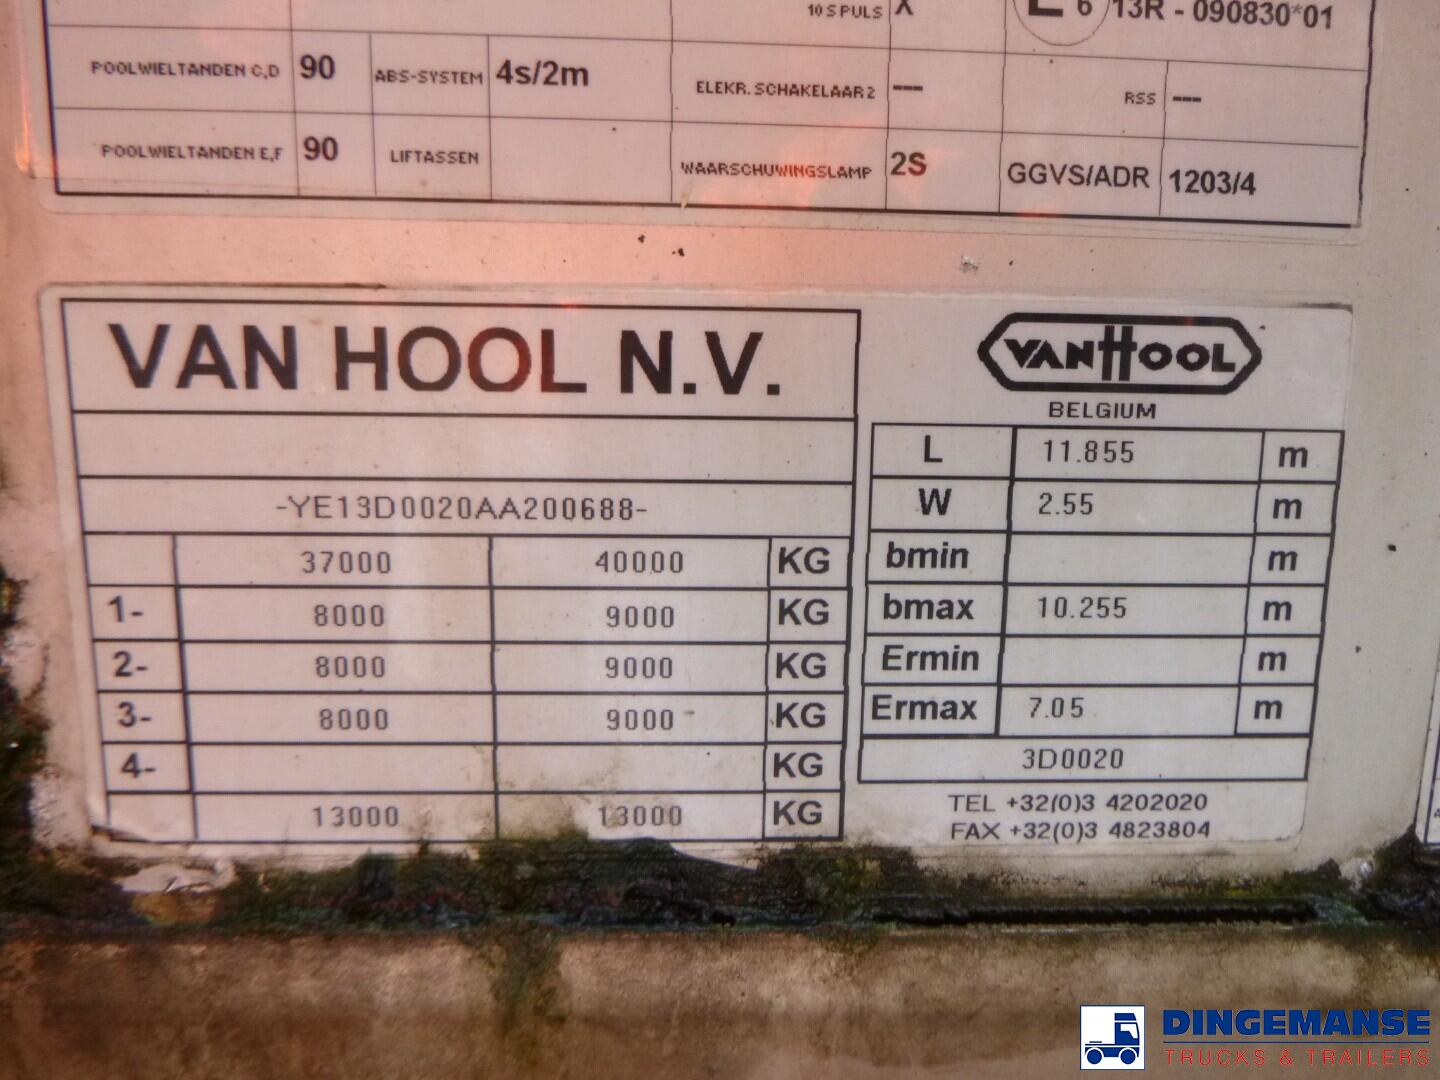 10 S PULS X 6 13R - 090830*01
POOLWIELTANDEN C,D 90 ABS-SYSTEM 4s/2m ELEKR. SCHAKELAAR 2 --- RSS ---
POOLWIELTANDEN E,F 90 LIFTASSEN WAARSCHUWINGSLAMP 2S GGVS/ADR 1203/4
VAN HOOL N.V.
-YE13D0020AA200688-
37000 40000 KG
1- 8000 9000 KG
2- 8000 9000 KG
3- 8000 9000 KG
4- KG
13000 13000 KG
VANHOOL
BELGIUM
L 11.855 m
W 2.55 m
bmin m
bmax 10.255 m
Ermin m
Ermax 7.05 m
3D0020
TEL +32(0)3 4202020
FAX +32(0)3 4823804
DINGEMANSE
TRUCKS & TRAILERS